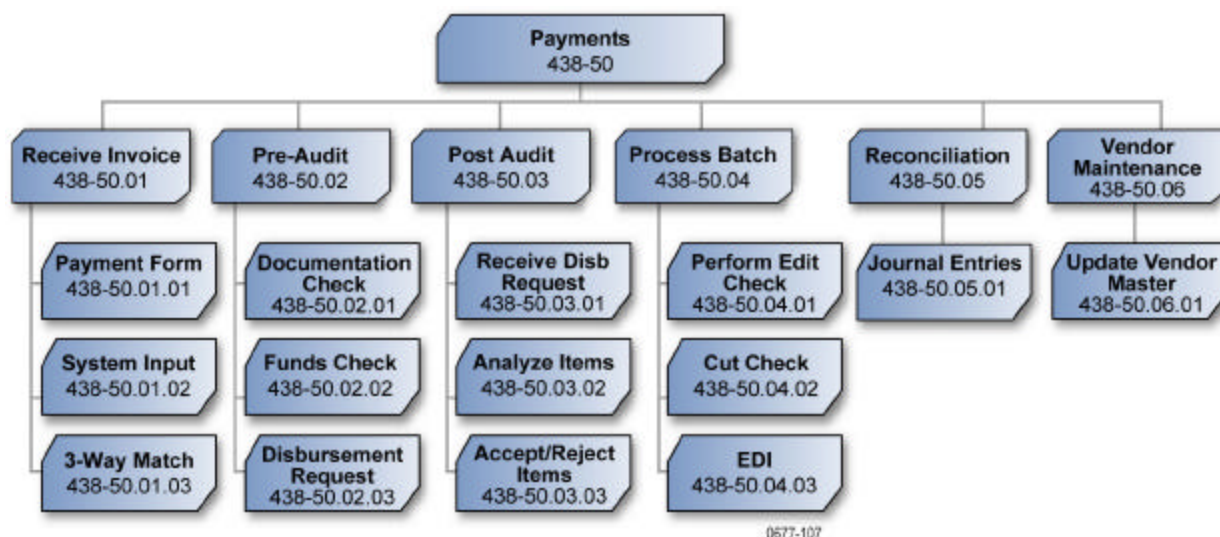 Payments
438-50
Receive Invoice
438-50.01
Pre-Audit
438-50.02
Post Audit
438-50.03
Process Batch
438-50.04
Reconciliation
438-50.05
Vendor
Maintenance
438-50.06
Payment Form
438-50.01.01
Documentation
Check
438-50.02.01
Receive Disb
Request
438-50.03.01
Perform Edit
Check
438-50.04.01
Journal Entries
438-50.05.01
Update Vendor
Master
438-50.06.01
System Input
438-50.01.02
Funds Check
438-50.02.02
Analyze Items
438-50.03.02
Cut Check
438-50.04.02
3-Way Match
438-50.01.03
Disbursement
Request
438-50.02.03
Accept/Reject
Items
438-50.03.03
EDI
438-50.04.03
0677-107